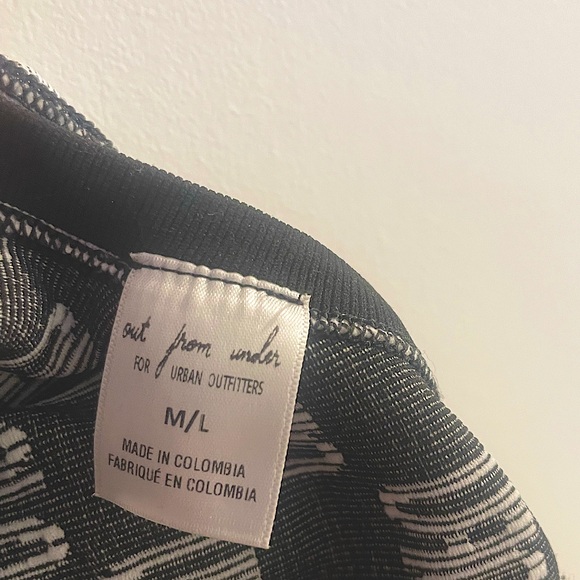 out from under
FOR URBAN OUTFITTERS
M/L
MADE IN COLOMBIA
FABRIQUÉ EN COLOMBIA